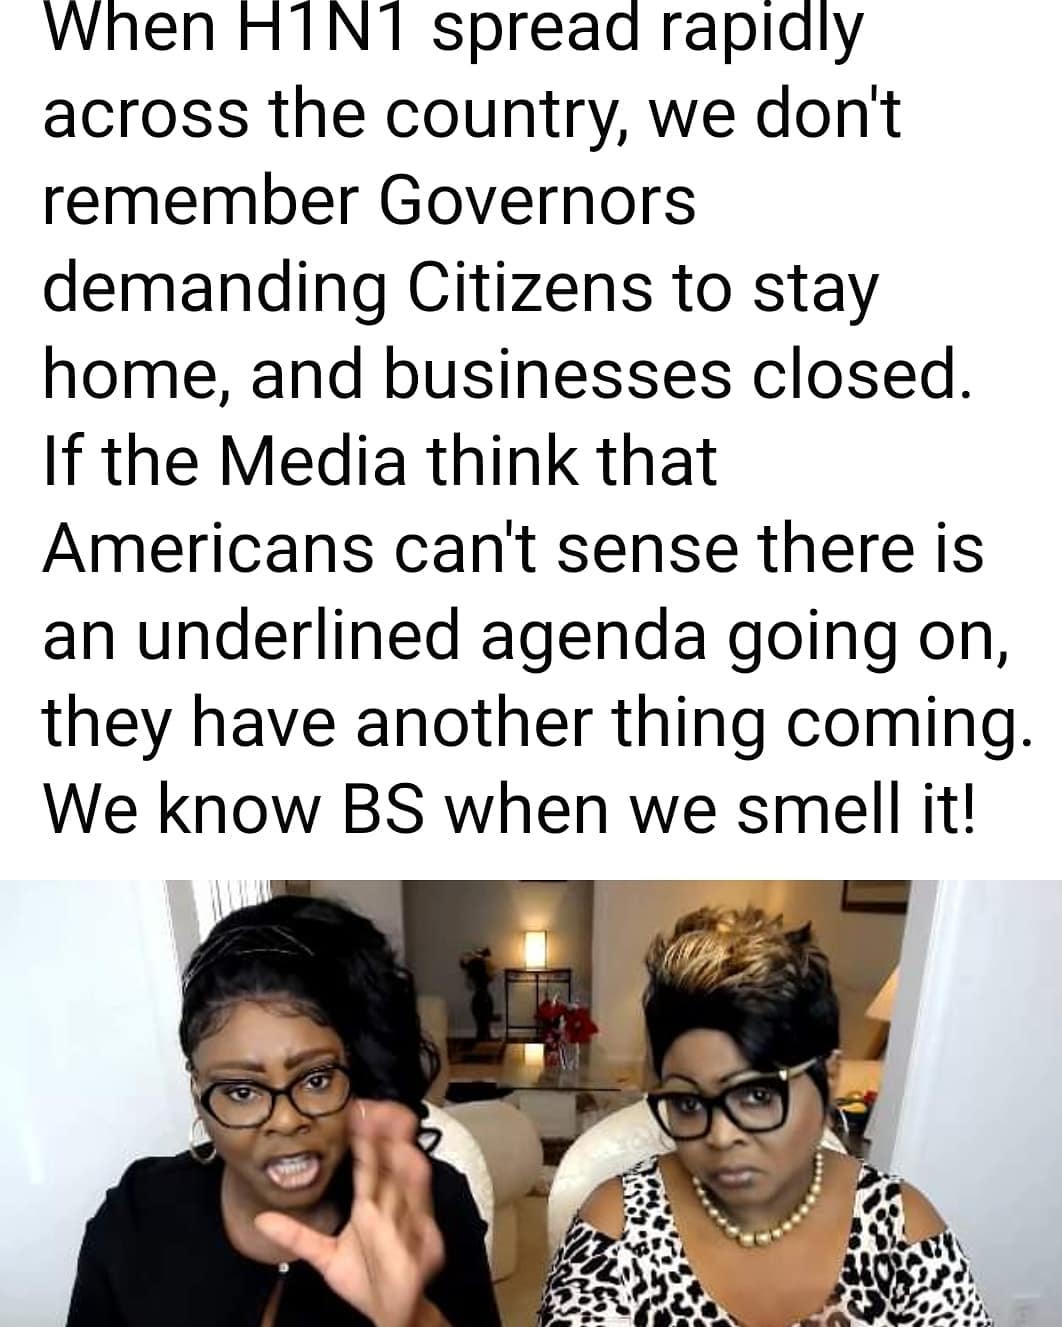 When H1N1 spread rapidly
across the country, we don't
remember Governors
demanding Citizens to stay
home, and businesses closed.
If the Media think that
Americans can't sense there is
an underlined agenda going on,
they have another thing coming.
We know BS when we smell it!